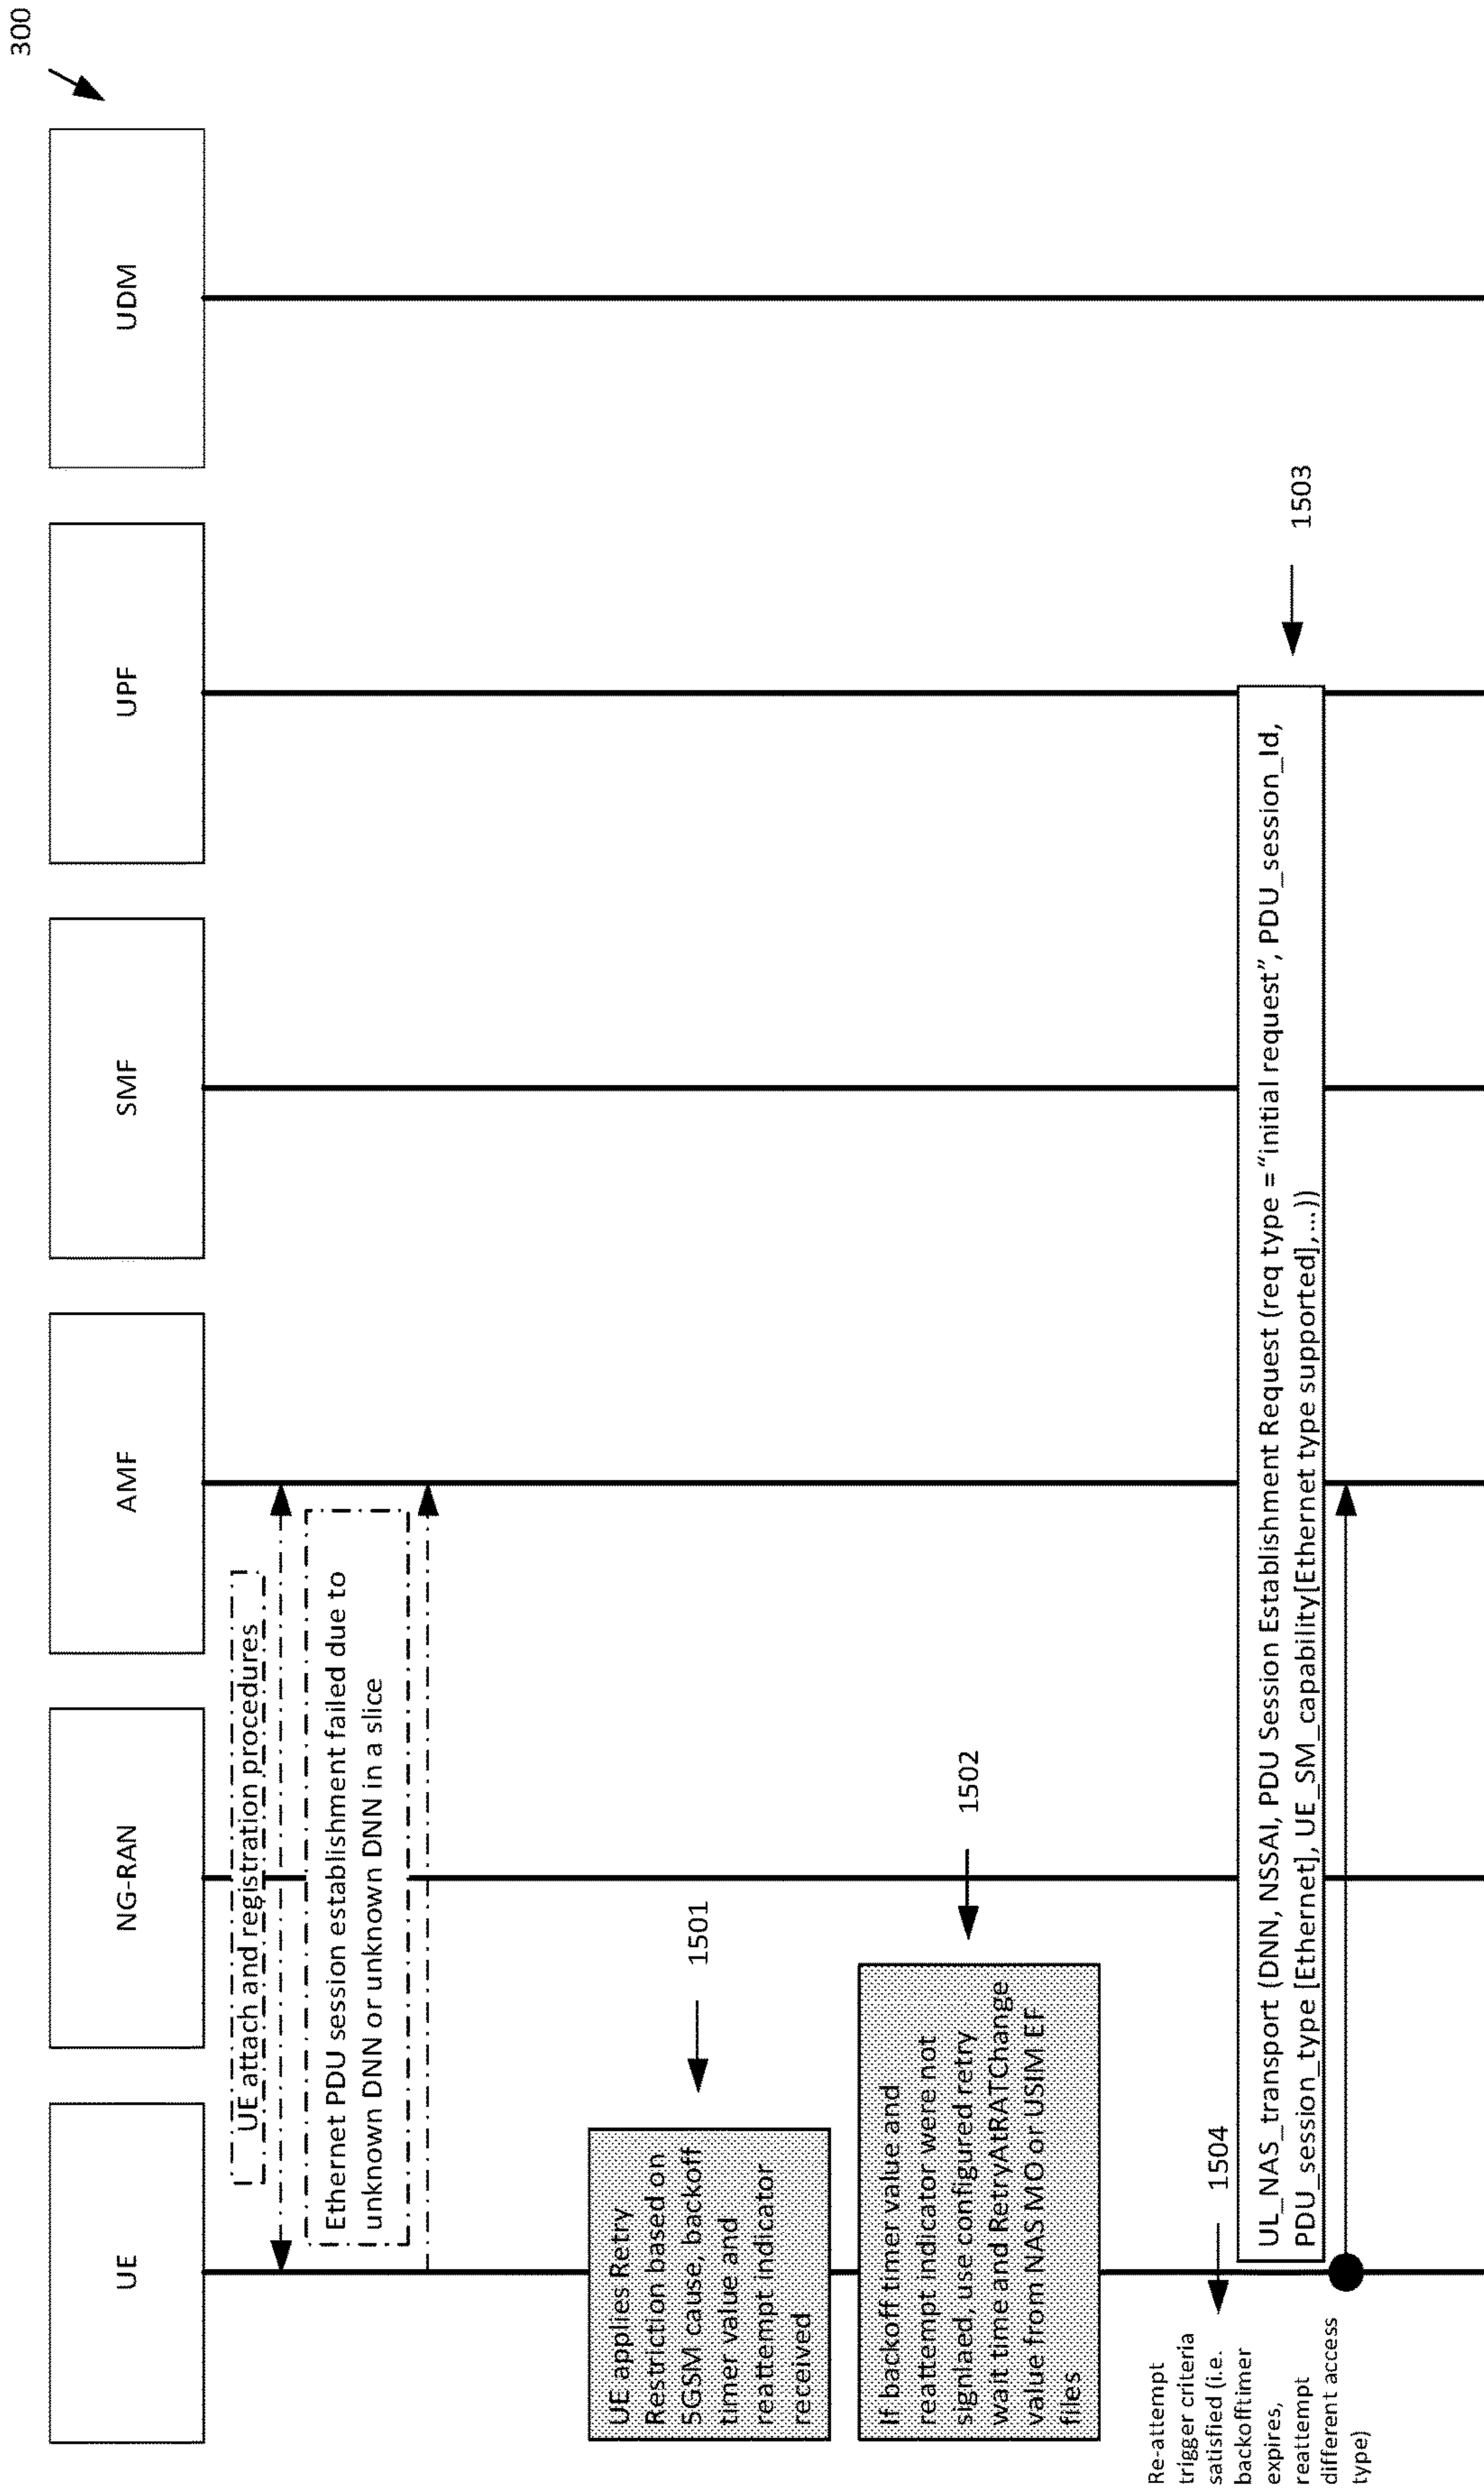 300
UE
NG-RAN
AMF
SMF
UPF
UDM
UE attach and registration procedures
Ethernet PDU session establishment failed due to
unknown DNN or unknown DNN in a slice
UE applies Retry
Restriction based on
5GSM cause, backoff
timer value and
reattempt indicator
received
1501
If backoff timer value and
reattempt indicator were not
signlaed, use configured retry
wait time and RetryAtRATChange
value from NAS MO or USIM EF
files
1502
Re-attempt
trigger criteria
satisfied (i.e.
backofftimer
expires,
reattempt
different access
type)
1504
UL_NAS_transport (DNN, NSSAI, PDU Session Establishment Request (req type = “initial request”, PDU_session_Id,
PDU_session_type [Ethernet], UE_SM_capability[Ethernet type supported],...))
1503